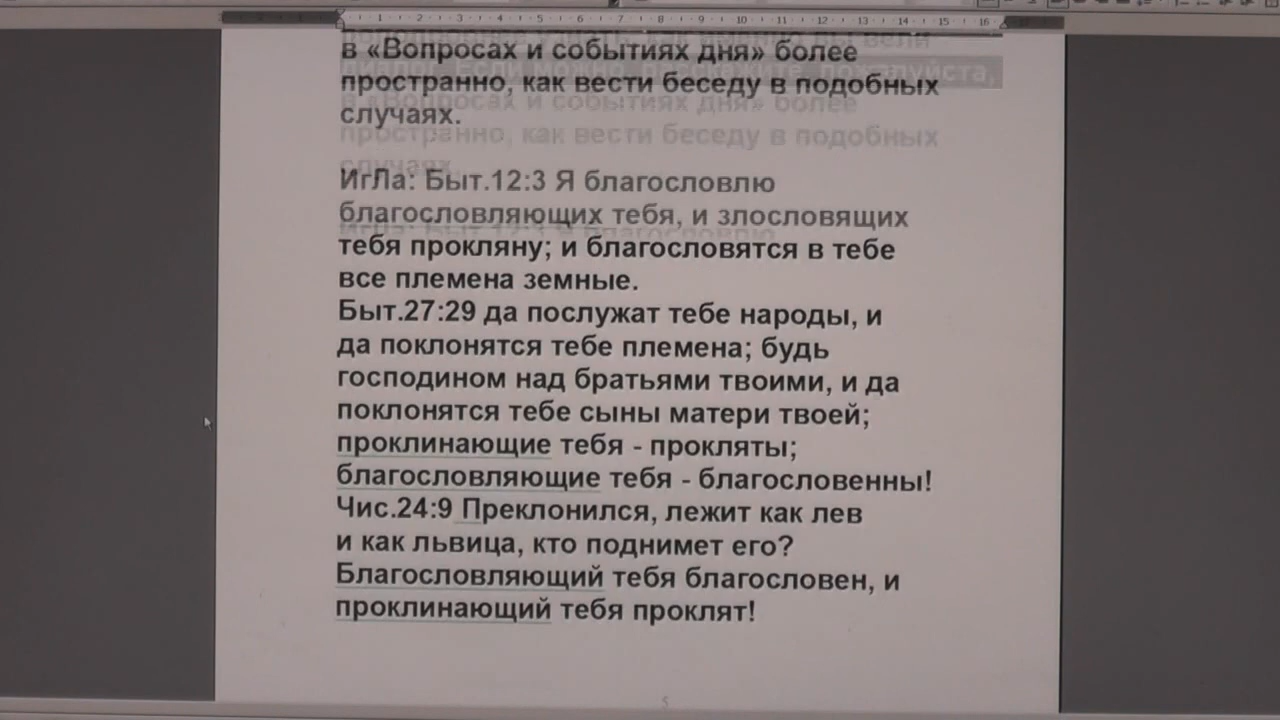 в «Вопросах и событиях дня» более
пространно, как вести беседу в подобных
случаях.
ИгЛа: Быт.12:3 Я благословлю
благословляющих тебя, и злословящих
тебя прокляну; и благословятся в тебе
все племена земные.
Быт.27:29 да послужат тебе народы, и
да поклонятся тебе племена; будь
господином над братьями твоими, и да
поклонятся тебе сыны матери твоей;
проклинающие тебя - прокляты;
благословляющие тебя - благословенны!
Чис.24:9 Преклонился, лежит как лев
и как львица, кто поднимет его?
Благословляющий тебя благословен, и
проклинающий тебя проклят!
5